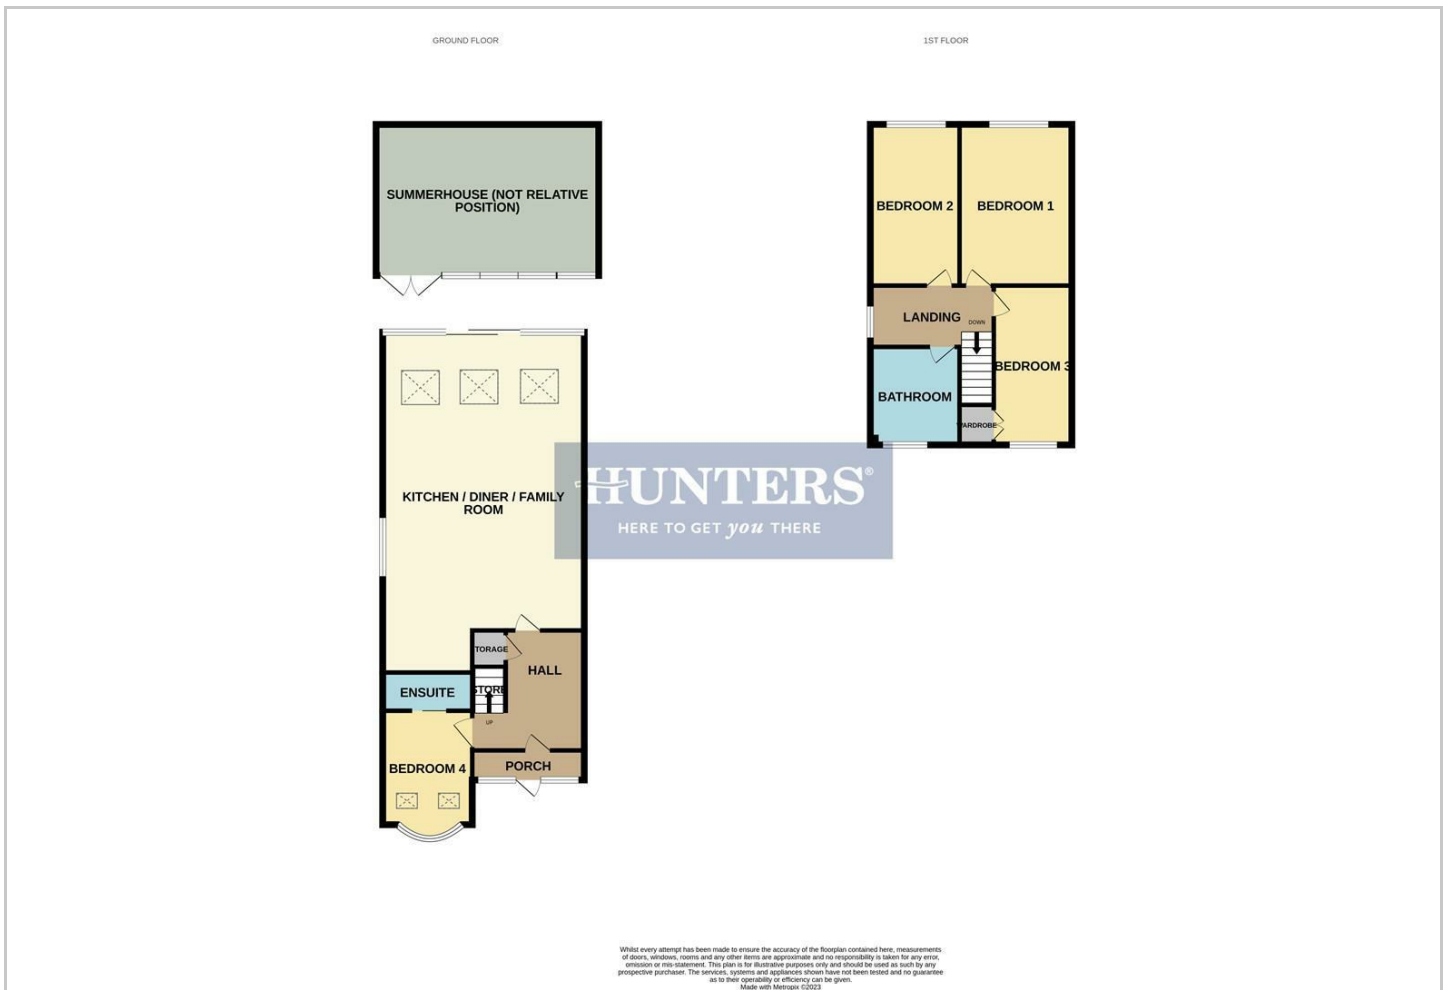 GROUND FLOOR
1ST FLOOR
SUMMERHOUSE (NOT RELATIVE
POSITION)
BEDROOM 2
BEDROOM 1
LANDING
DOWN
BEDROOM 3
BATHROOM
WARDROBE
KITCHEN / DINER / FAMILY
ROOM
HUNTERS®
HERE TO GET you THERE
STORAGE
HALL
STORE
ENSUITE
UP
PORCH
BEDROOM 4
Whilst every attempt has been made to ensure the accuracy of the floorplan contained here, measurements
of doors, windows, rooms and any other items are approximate and no responsibility is taken for any error,
omission or mis-statement. This plan is for illustrative purposes only and should be used as such by any
prospective purchaser. The services, systems and appliances shown have not been tested and no guarantee
as to their operability or efficiency can be given.
Made with Metropix ©2023